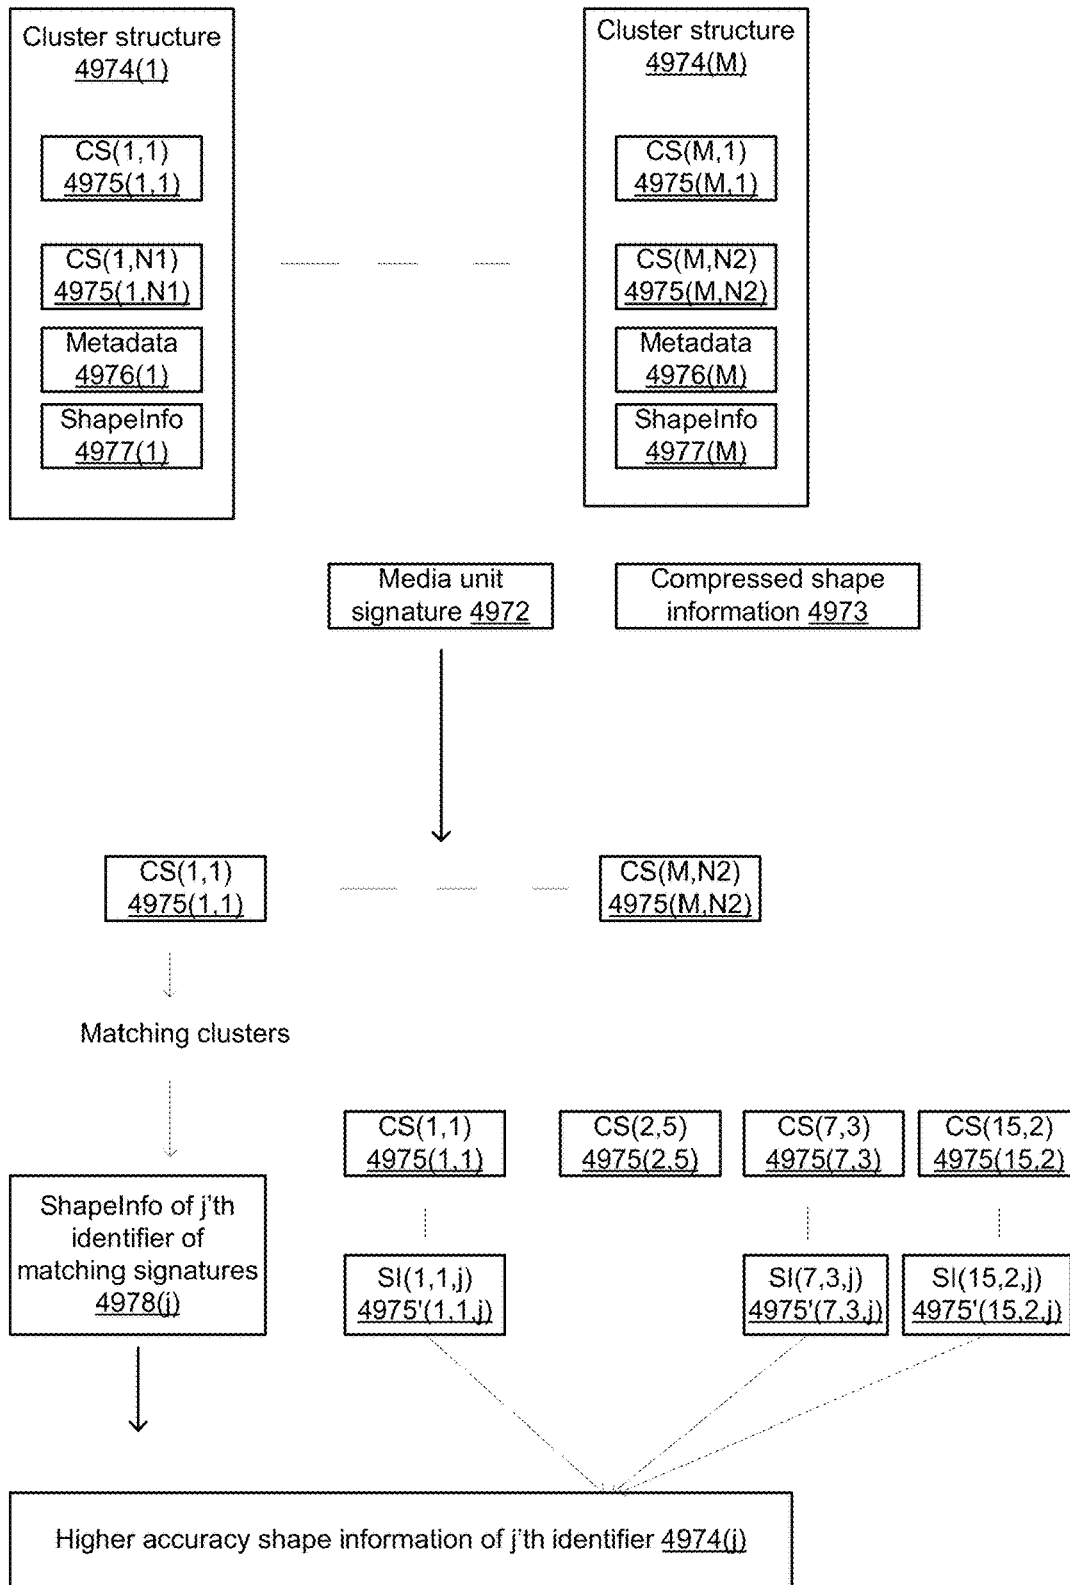 Cluster structure
4974(1)
CS(1,1)
4975(1,1)
CS(1,N1)
4975(1,N1)
Metadata
4976(1)
ShapeInfo
4977(1)
Cluster structure
4974(M)
CS(M,1)
4975(M,1)
CS(M,N2)
4975(M,N2)
Metadata
4976(M)
ShapeInfo
4977(M)
Media unit
signature 4972
Compressed shape
information 4973
CS(1,1)
4975(1,1)
CS(M,N2)
4975(M,N2)
Matching clusters
CS(1,1)
4975(1,1)
CS(2,5)
4975(2,5)
CS(7,3)
4975(7,3)
CS(15,2)
4975(15,2)
ShapeInfo of j'th
identifier of
matching signatures
4978(j)
SI(1,1,j)
4975'(1,1,j)
SI(7,3,j)
4975'(7,3,j)
SI(15,2,j)
4975'(15,2,j)
Higher accuracy shape information of j'th identifier 4974(j)